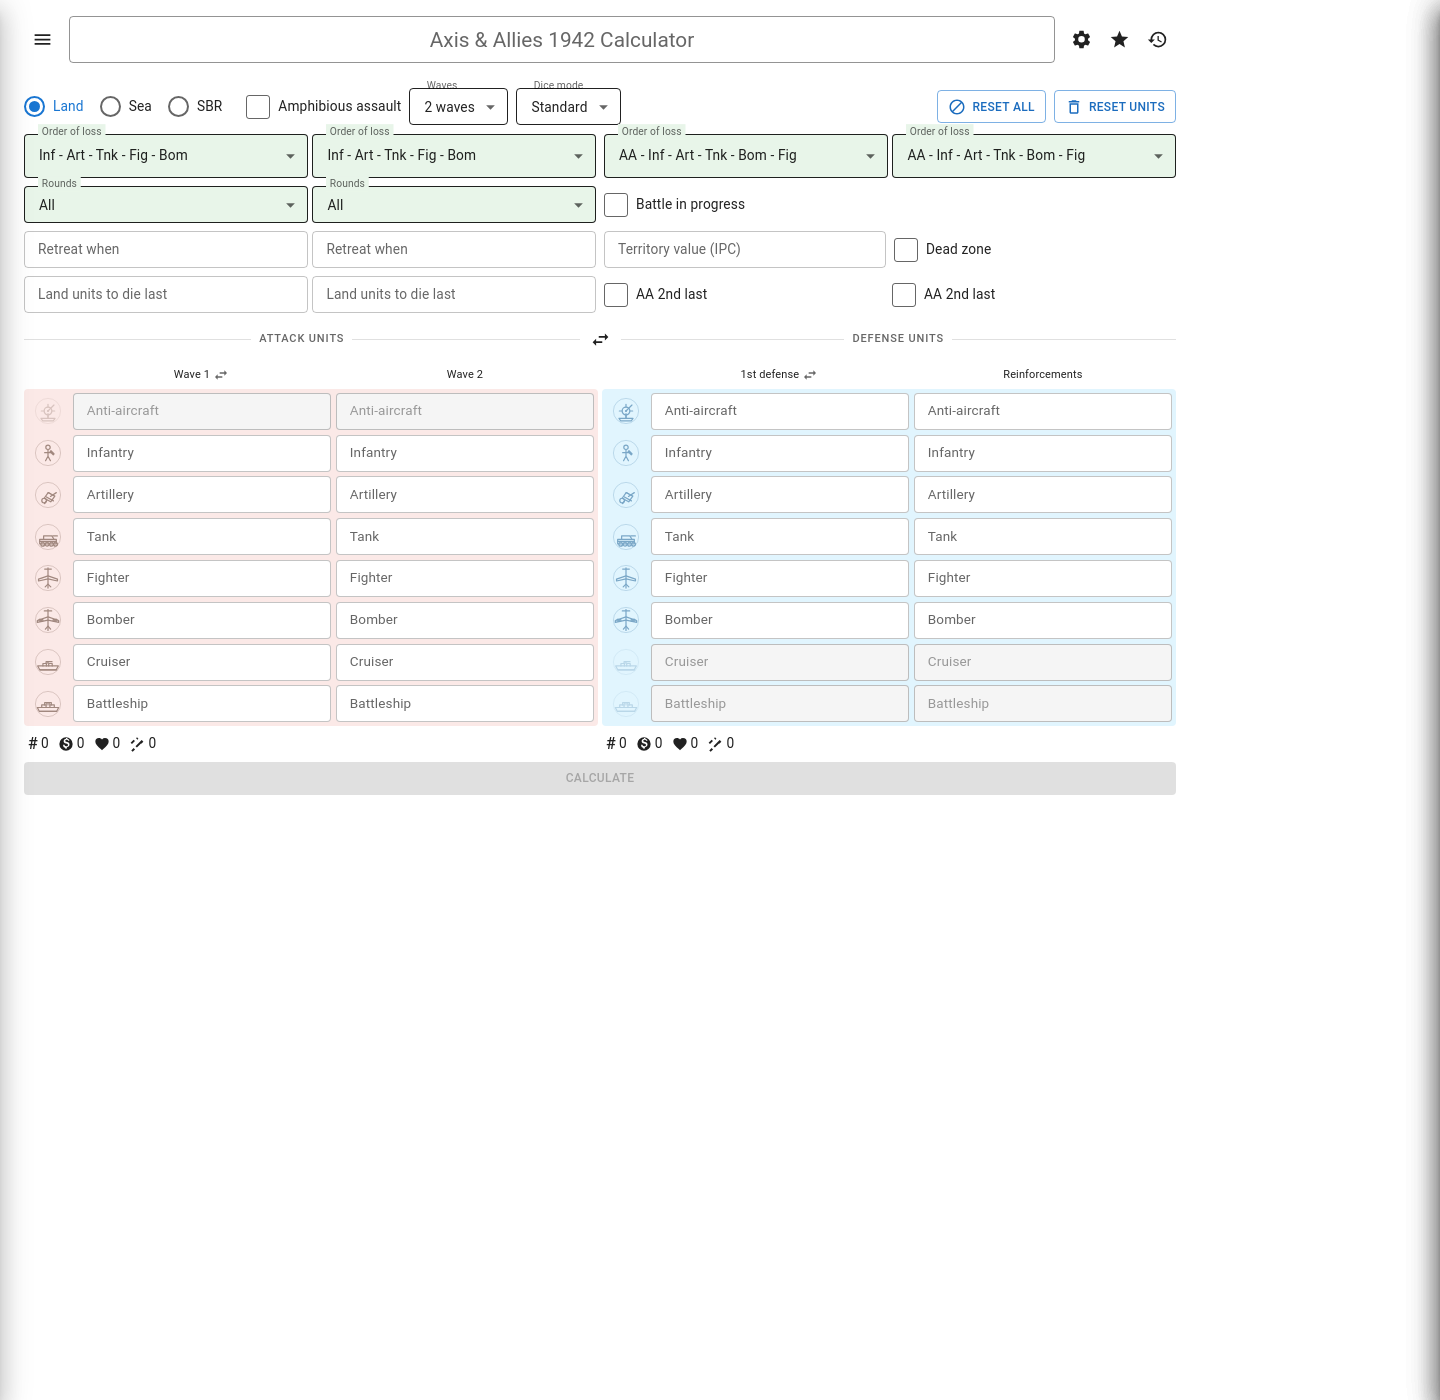 Axis & Allies 1942 Calculator
Land Sea SBR Amphibious assault Waves 2 waves Dice mode Standard RESET ALL RESET UNITS
Order of loss Order of loss Order of loss Order of loss
Inf - Art - Tnk - Fig - Bom Inf - Art - Tnk - Fig - Bom AA - Inf - Art - Tnk - Bom - Fig AA - Inf - Art - Tnk - Bom - Fig
Rounds Rounds
All All Battle in progress
Retreat when Retreat when Territory value (IPC) Dead zone
Land units to die last Land units to die last AA 2nd last AA 2nd last
ATTACK UNITS DEFENSE UNITS
Wave 1 Wave 2 1st defense Reinforcements
Anti-aircraft Anti-aircraft Anti-aircraft Anti-aircraft
Infantry Infantry Infantry Infantry
Artillery Artillery Artillery Artillery
Tank Tank Tank Tank
Fighter Fighter Fighter Fighter
Bomber Bomber Bomber Bomber
Cruiser Cruiser Cruiser Cruiser
Battleship Battleship Battleship Battleship
# 0 0 0 0 # 0 0 0 0
CALCULATE